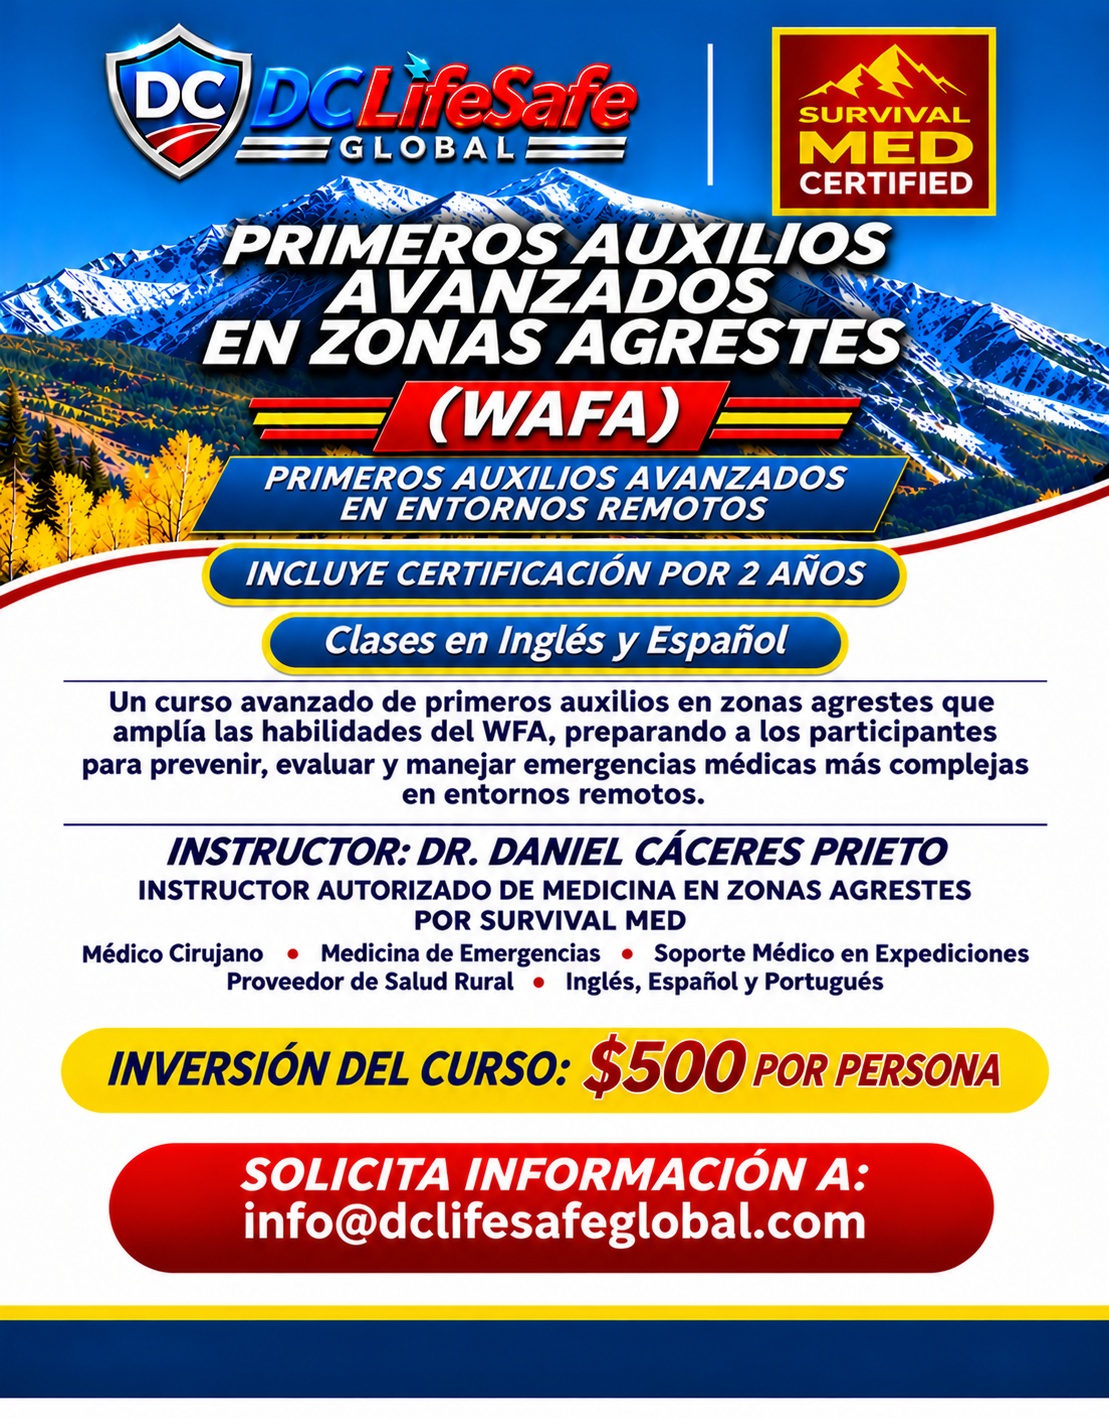 DC DC LifeSafe
GLOBAL
SURVIVAL
MED
CERTIFIED
PRIMEROS AUXILIOS
AVANZADOS
EN ZONAS AGRESTES
(WAFA)
PRIMEROS AUXILIOS AVANZADOS
EN ENTORNOS REMOTOS
INCLUYE CERTIFICACIÓN POR 2 AÑOS
Clases en Inglés y Español
Un curso avanzado de primeros auxilios en zonas agrestes que
amplía las habilidades del WFA, preparando a los participantes
para prevenir, evaluar y manejar emergencias médicas más complejas
en entornos remotos.
INSTRUCTOR: DR. DANIEL CÁCERES PRIETO
INSTRUCTOR AUTORIZADO DE MEDICINA EN ZONAS AGRESTES
POR SURVIVAL MED
Médico Cirujano • Medicina de Emergencias • Soporte Médico en Expediciones
Proveedor de Salud Rural • Inglés, Español y Portugués
INVERSIÓN DEL CURSO: $500 POR PERSONA
SOLICITA INFORMACIÓN A:
info@dclifesafeglobal.com